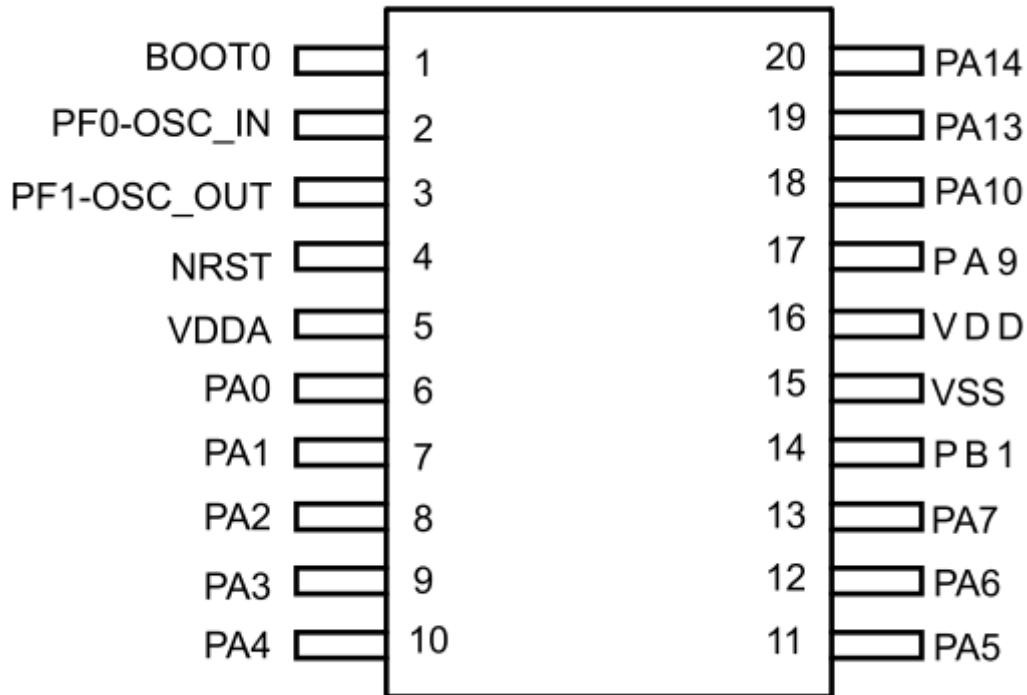 BOOT0 1 20 PA14
PF0-OSC_IN 2 19 PA13
PF1-OSC_OUT 3 18 PA10
NRST 4 17 PA9
VDDA 5 16 VDD
PA0 6 15 VSS
PA1 7 14 PB1
PA2 8 13 PA7
PA3 9 12 PA6
PA4 10 11 PA5